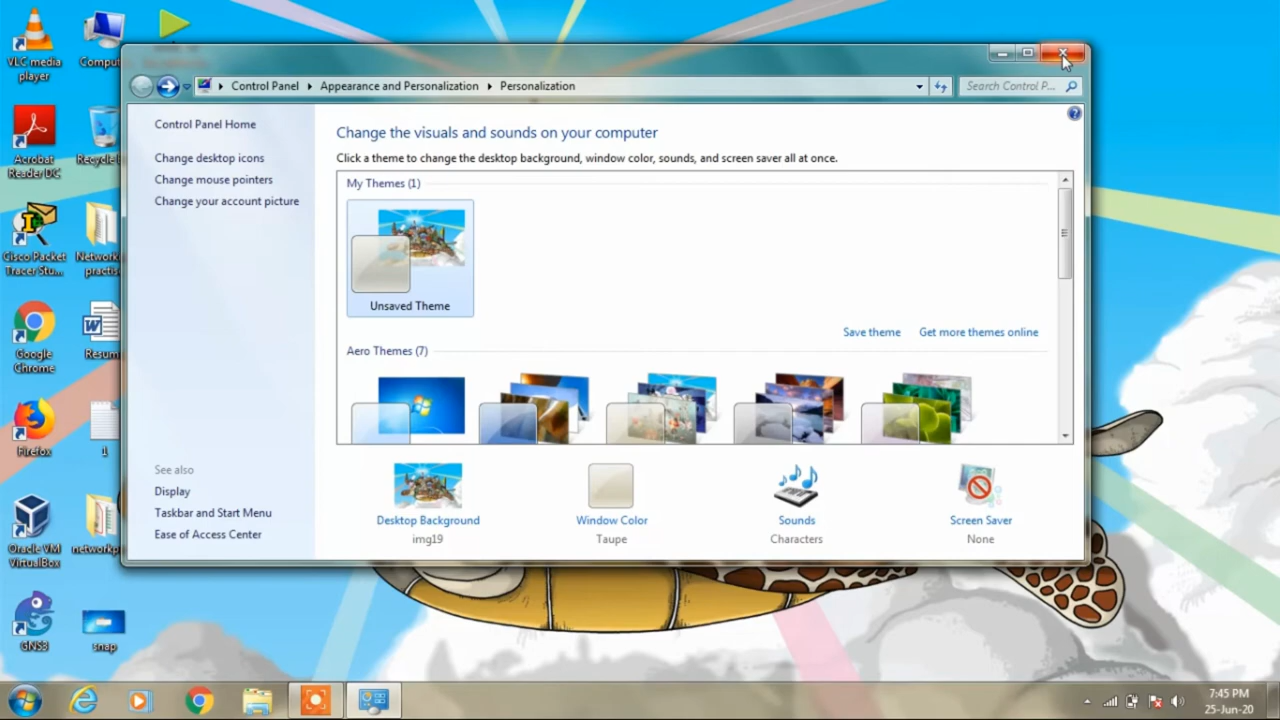 VLC media
player
Comput
Acrobat
Reader DC
Recycle
Cisco Packet
Tracer Stu...
Network
practis
Google
Chrome
Resum
Firefox
1
Oracle VM
VirtualBox
networkp
GNS3
snap
Control Panel Appearance and Personalization Personalization
Search Control P...
Control Panel Home
Change desktop icons
Change mouse pointers
Change your account picture
See also
Display
Taskbar and Start Menu
Ease of Access Center
Change the visuals and sounds on your computer
Click a theme to change the desktop background, window color, sounds, and screen saver all at once.
My Themes (1)
Unsaved Theme
Save theme Get more themes online
Aero Themes (7)
Desktop Background
img19
Window Color
Taupe
Sounds
Characters
Screen Saver
None
7:45 PM
25-Jun-20